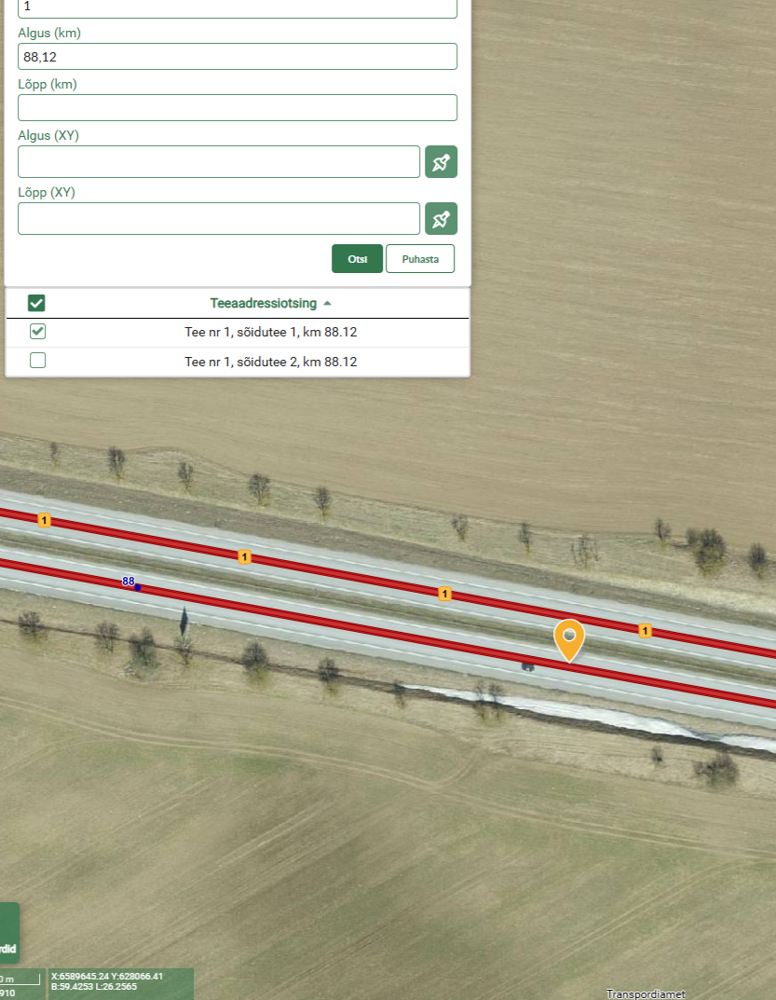 1
Algus (km)
88,12
Lõpp (km)
Algus (XY)
Lõpp (XY)
Otsi
Puhasta
Teeaadressiotsing
Tee nr 1, sõidutee 1, km 88.12
Tee nr 1, sõidutee 2, km 88.12
1
1
88
1
1
rdid
0 m
910
X:6589645.24 Y:628066.41
B:59.4253 L:26.2565
Transpordiamet